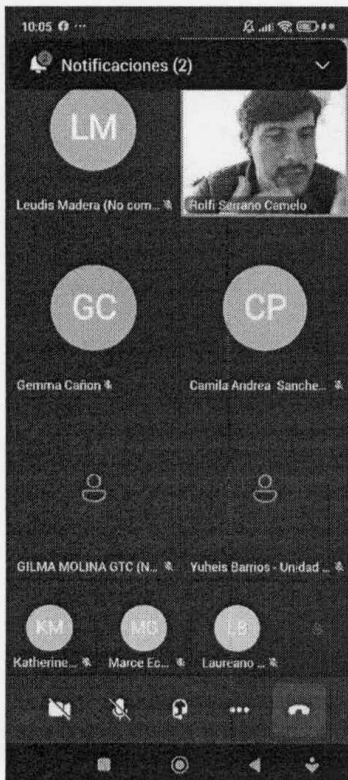 10:05
Notificaciones (2)
LM
Leudis Madera (No com...
Rolfi Serrano Camelo
GC
CP
Gemma Cañon
Camila Andrea Sanche...
GILMA MOLINA GTC (N...
Yuheis Barrios - Unidad ...
KM
MG
LB
S
Katherine...
Marce Ec...
Laureano ...